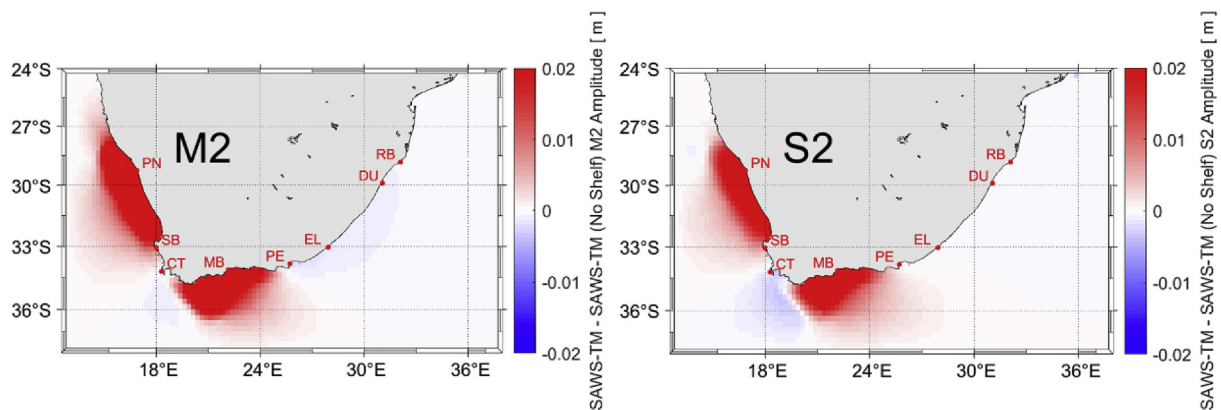 24°S
27°S
30°S
33°S
36°S
18°E
24°E
30°E
36°E
M2
PN
SB
CT
MB
PE
EL
DU
RB
0.02
0.01
0
-0.01
-0.02
SAWS-TM - SAWS-TM (No Shelf) M2 Amplitude [ m ]
24°S
27°S
30°S
33°S
36°S
18°E
24°E
30°E
36°E
S2
PN
SB
CT
MB
PE
EL
DU
RB
0.02
0.01
0
-0.01
-0.02
SAWS-TM - SAWS-TM (No Shelf) S2 Amplitude [ m ]